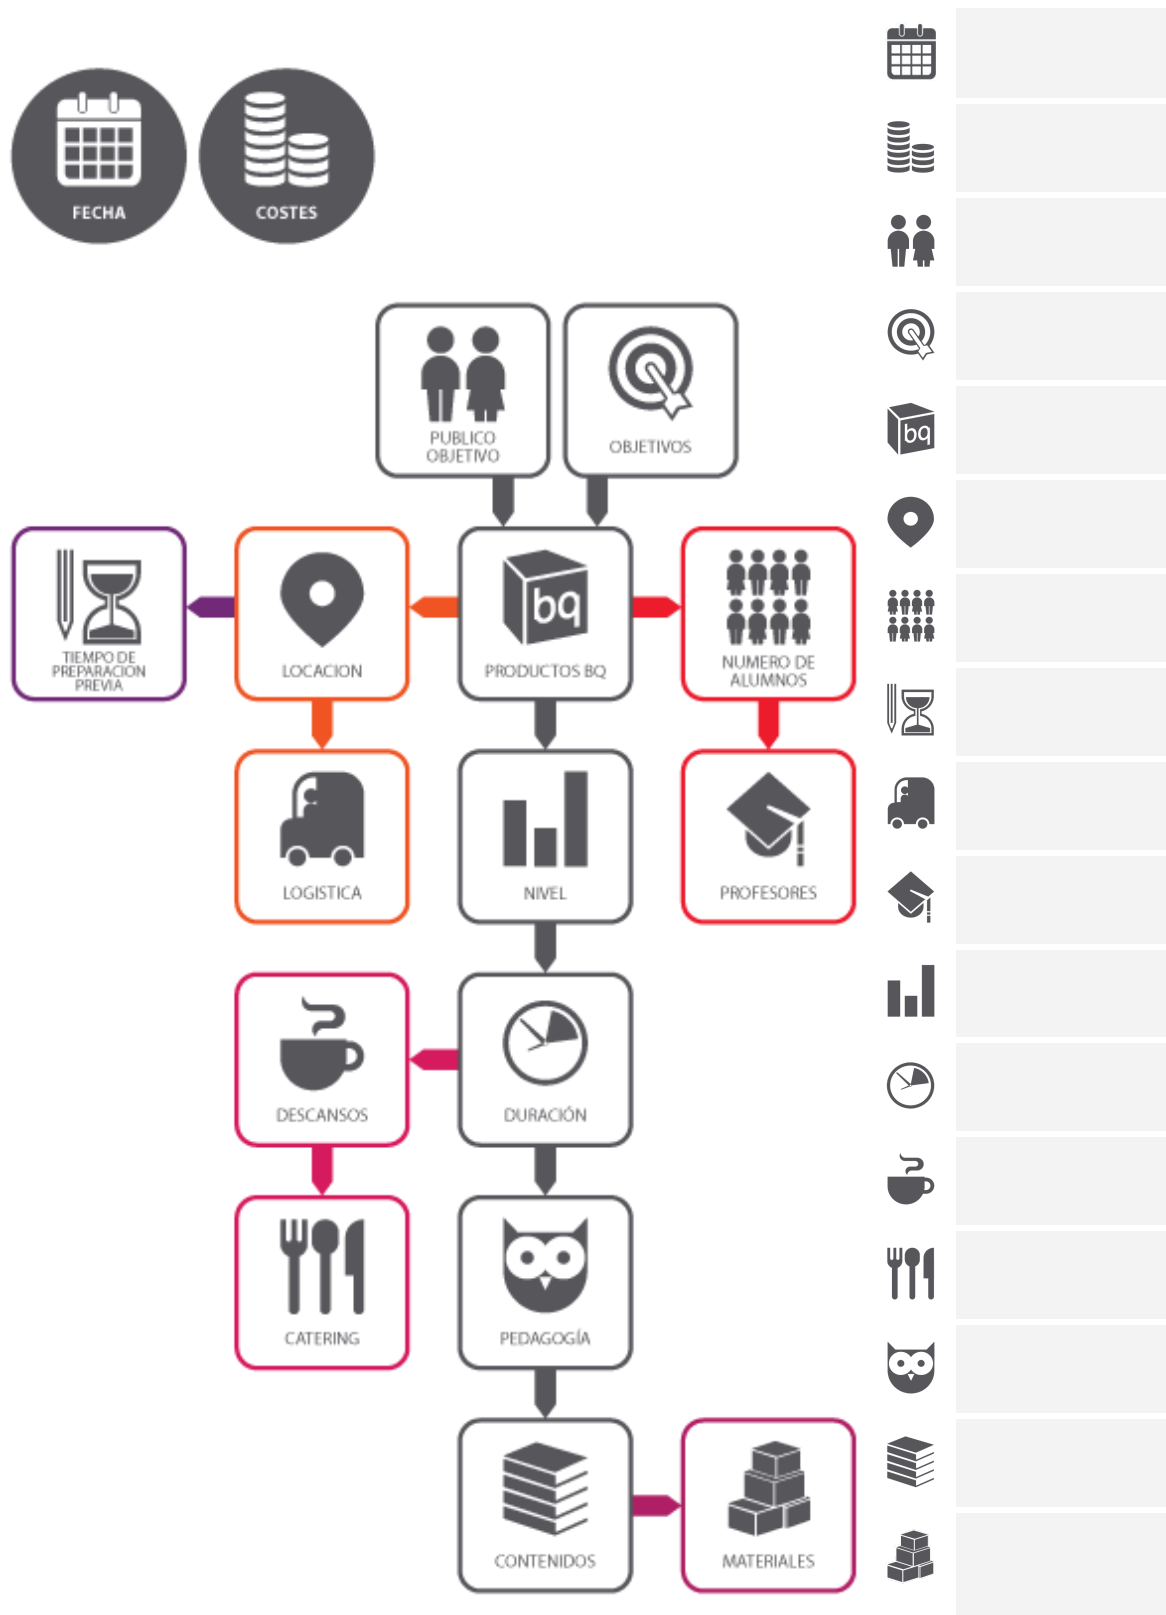 FECHA
COSTES
PUBLICO
OBJETIVO
OBJETIVOS
TIEMPO DE
PREPARACION
PREVIA
LOCACION
bq
PRODUCTOS BQ
NUMERO DE
ALUMNOS
LOGISTICA
NIVEL
PROFESORES
DESCANSOS
DURACIÓN
CATERING
PEDAGOGÍA
CONTENIDOS
MATERIALES
bq